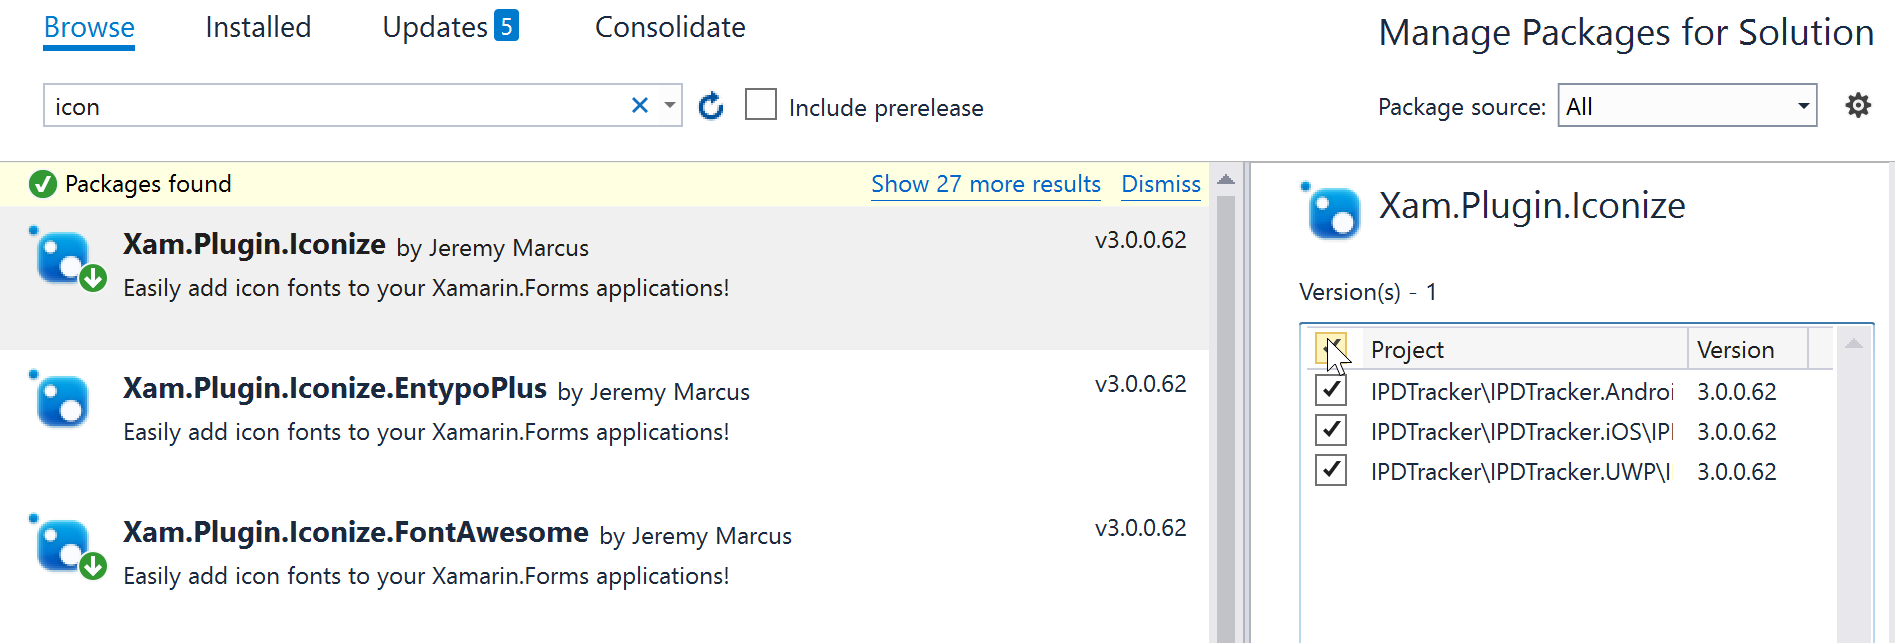 Browse Installed Updates 5 Consolidate
Manage Packages for Solution
icon
Include prerelease
Package source: All
Packages found Show 27 more results Dismiss
Xam.Plugin.Iconize by Jeremy Marcus v3.0.0.62
Easily add icon fonts to your Xamarin.Forms applications!
Xam.Plugin.Iconize.EntypoPlus by Jeremy Marcus v3.0.0.62
Easily add icon fonts to your Xamarin.Forms applications!
Xam.Plugin.Iconize.FontAwesome by Jeremy Marcus v3.0.0.62
Easily add icon fonts to your Xamarin.Forms applications!
Xam.Plugin.Iconize
Version(s) - 1
Project Version
IPDTracker\IPDTracker.Androi 3.0.0.62
IPDTracker\IPDTracker.iOS\IPI 3.0.0.62
IPDTracker\IPDTracker.UWP\I 3.0.0.62